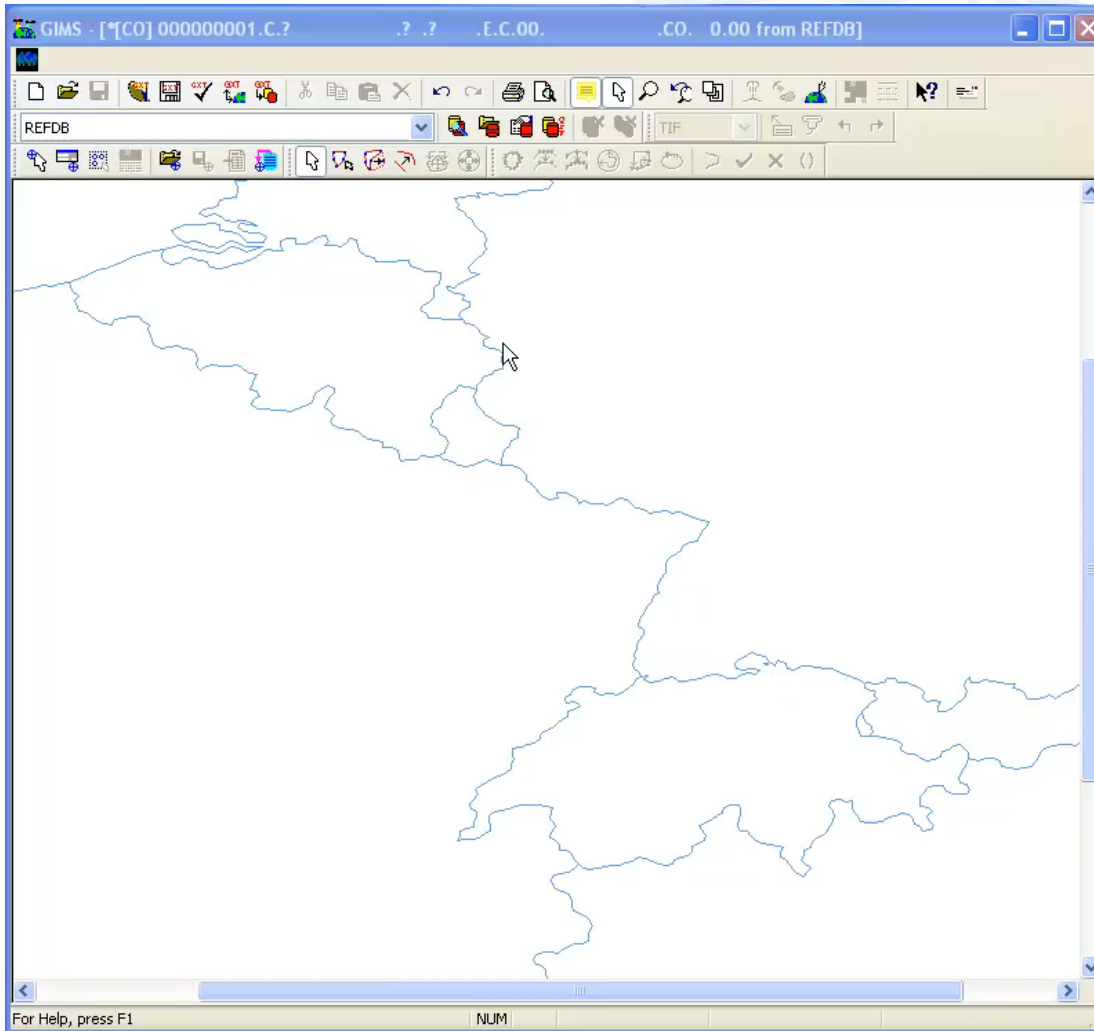 GIMS - [*[CO] 000000001.C.? .? .? .E.C.00. .CO. 0.00 from REFDB]
REFDB
TIF
For Help, press F1
NUM